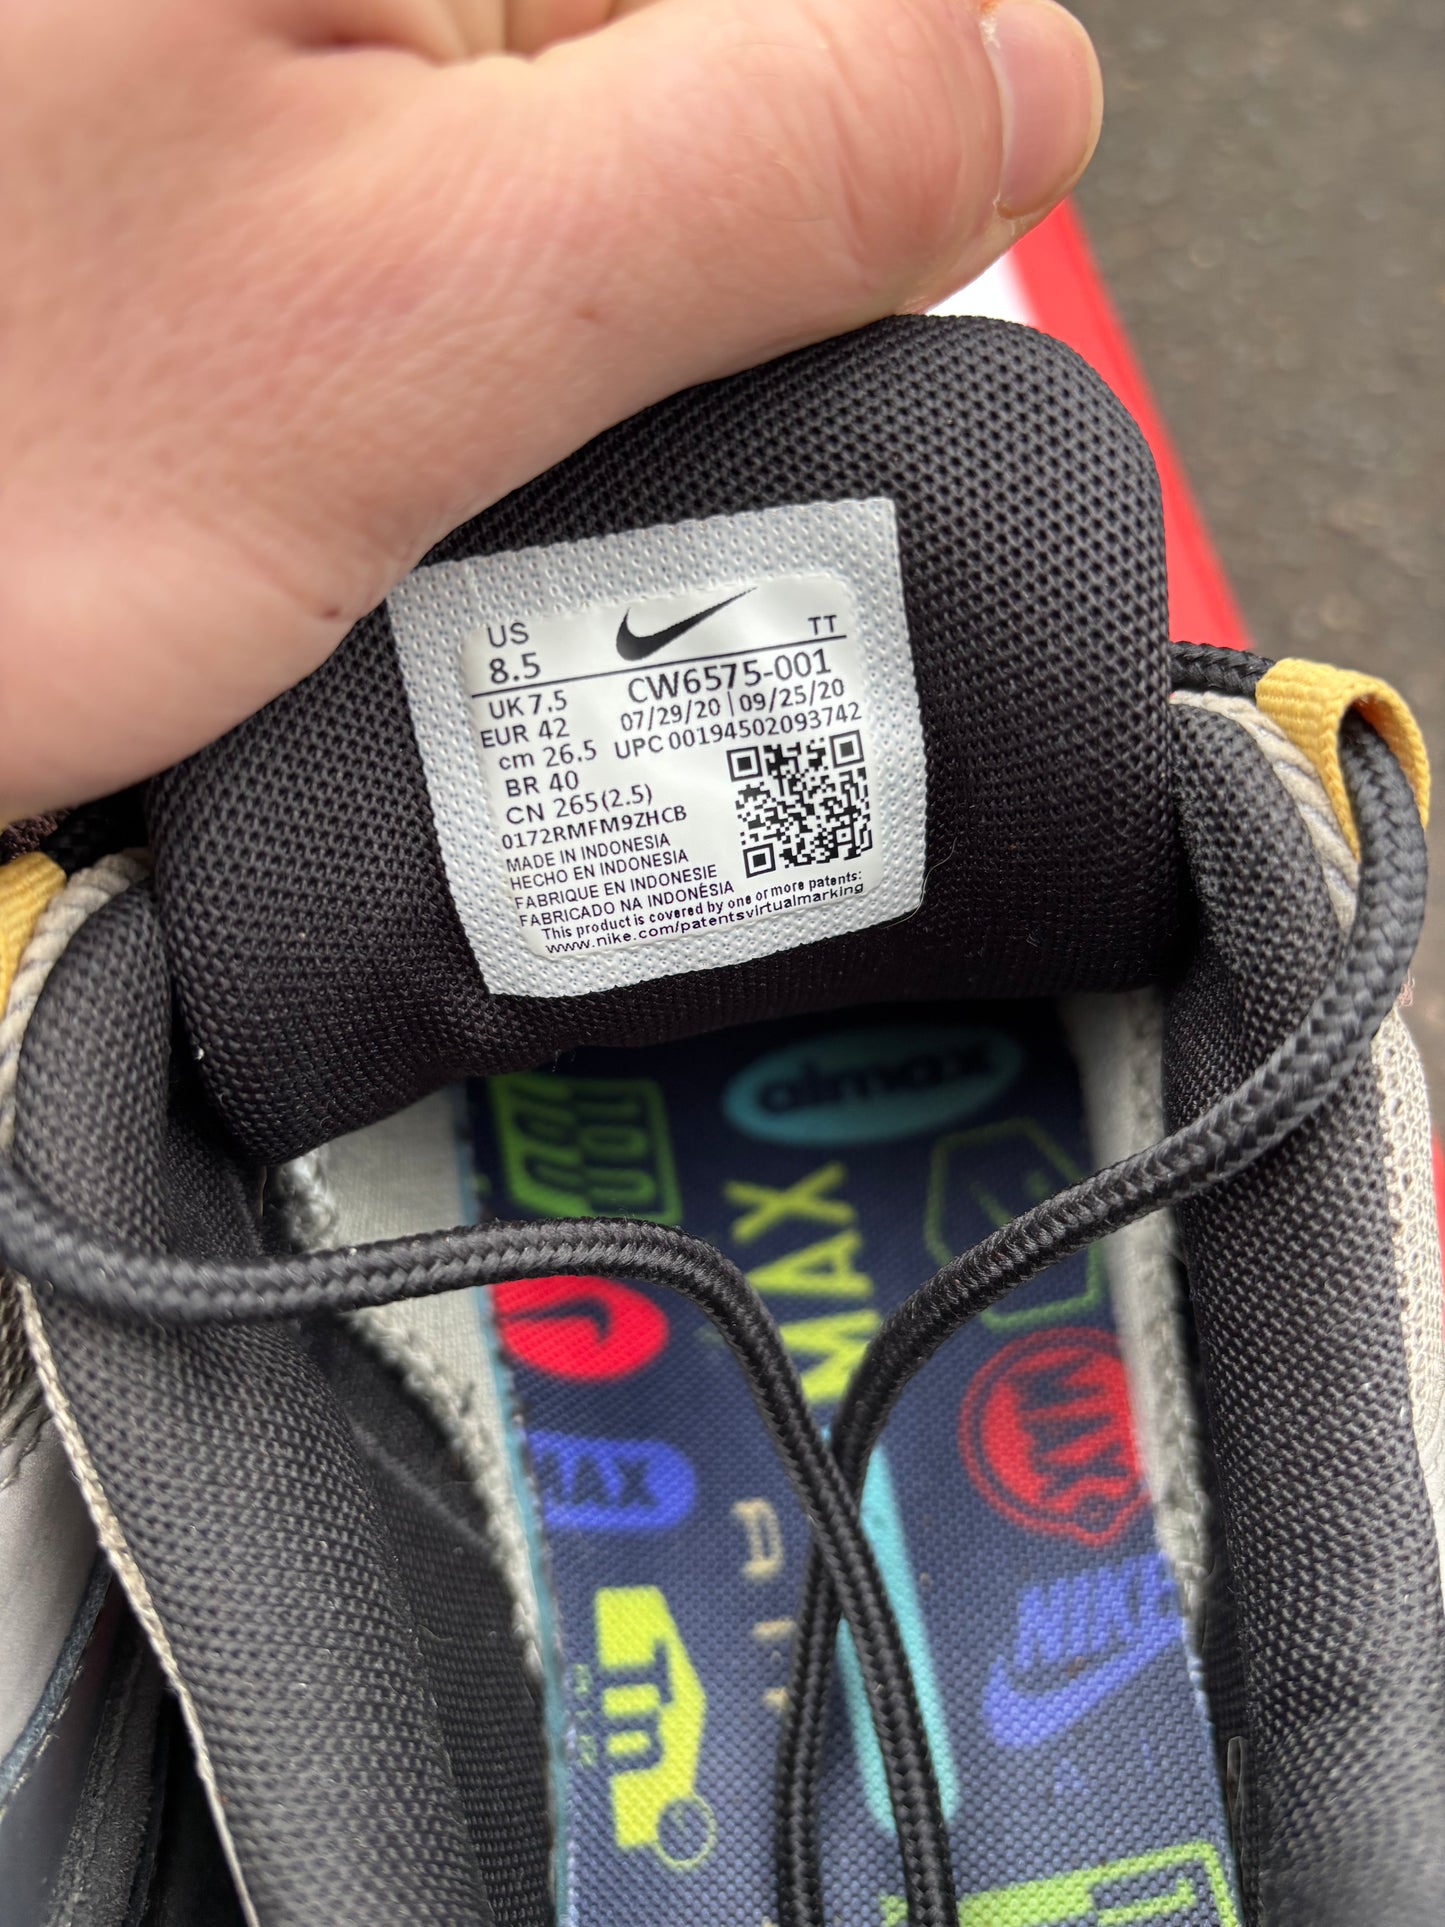 US
8.5
TT
CW6575-001
UK 7.5
07/29/20 | 09/25/20
EUR 42
UPC 00194502093742
cm 26.5
BR 40
CN 265(2.5)
0172RMFM9ZHCB
MADE IN INDONESIA
HECHO EN INDONESIA
FABRIQUE EN INDONESIE
FABRICADO NA INDONÉSIA
This product is covered by one or more patents:
www.nike.com/patentsvirtualmarking
airmax
MAX
MAX
MAX
NIKE